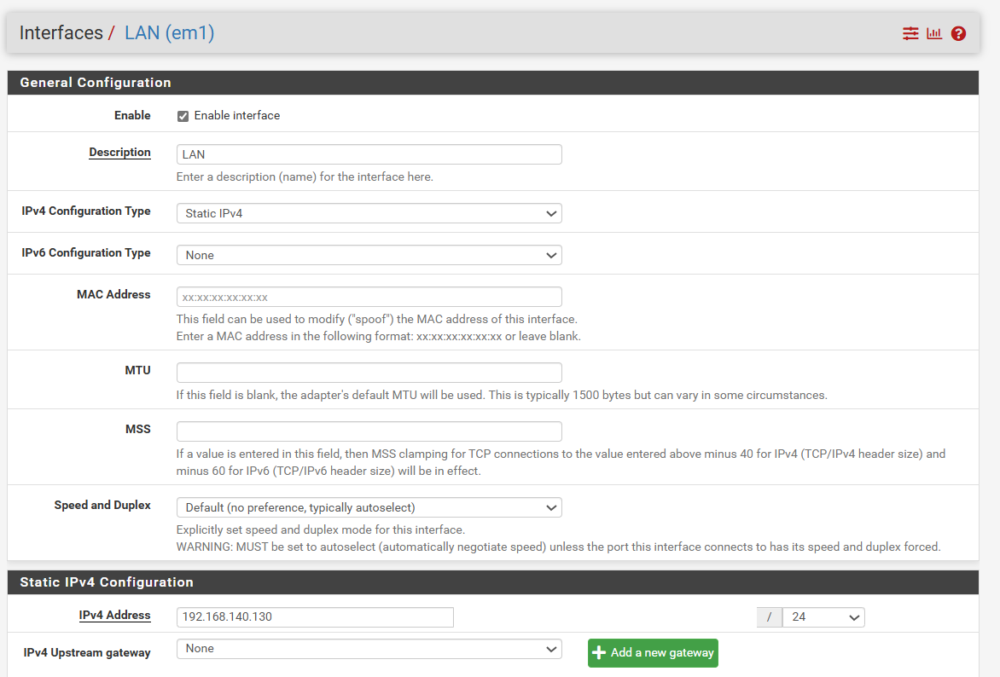 Interfaces / LAN (em1)
General Configuration
Enable
Enable interface
Description
LAN
Enter a description (name) for the interface here.
IPv4 Configuration Type
Static IPv4
IPv6 Configuration Type
None
MAC Address
xx:xx:xx:xx:xx:xx
This field can be used to modify ("spoof") the MAC address of this interface.
Enter a MAC address in the following format: xx:xx:xx:xx:xx:xx or leave blank.
MTU
If this field is blank, the adapter's default MTU will be used. This is typically 1500 bytes but can vary in some circumstances.
MSS
If a value is entered in this field, then MSS clamping for TCP connections to the value entered above minus 40 for IPv4 (TCP/IPv4 header size) and
minus 60 for IPv6 (TCP/IPv6 header size) will be in effect.
Speed and Duplex
Default (no preference, typically autoselect)
Explicitly set speed and duplex mode for this interface.
WARNING: MUST be set to autoselect (automatically negotiate speed) unless the port this interface connects to has its speed and duplex forced.
Static IPv4 Configuration
IPv4 Address
192.168.140.130
/ 24
IPv4 Upstream gateway
None
Add a new gateway